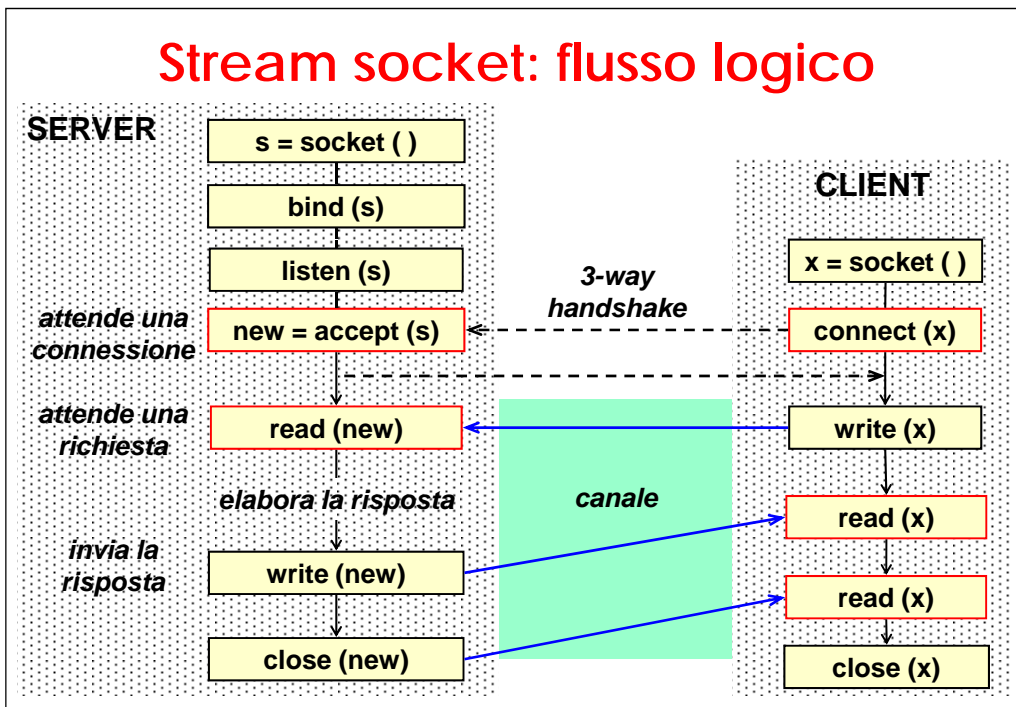 Stream socket: flusso logico
SERVER
s = socket ( )
bind (s)
listen (s)
attende una
connessione
new = accept (s)
attende una
richiesta
read (new)
elabora la risposta
invia la
risposta
write (new)
close (new)
3-way
handshake
canale
CLIENT
x = socket ( )
connect (x)
write (x)
read (x)
read (x)
close (x)